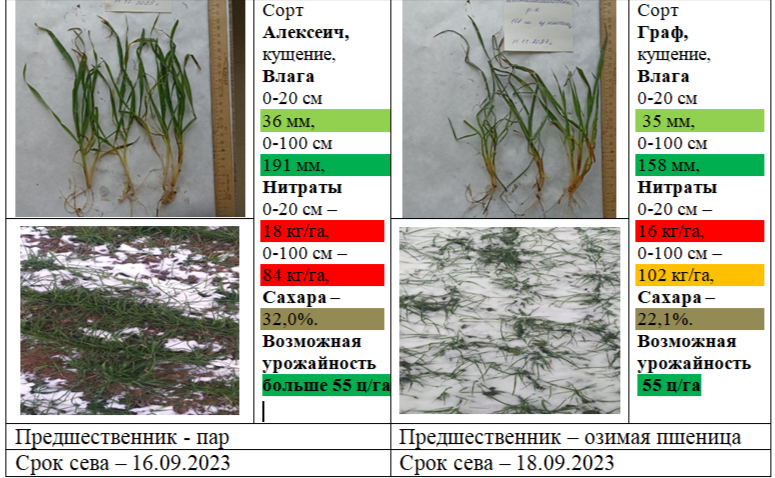 Сорт
Алексеич,
кущение,
Влага
0-20 см
36 мм,
0-100 см
191 мм,
Нитраты
0-20 см –
18 кг/га,
0-100 см –
84 кг/га,
Сахара –
32,0%.
Возможная
урожайность
больше 55 ц/га
Сорт
Граф,
кущение,
Влага
0-20 см
35 мм,
0-100 см
158 мм,
Нитраты
0-20 см –
16 кг/га,
0-100 см –
102 кг/га,
Сахара –
22,1%.
Возможная
урожайность
55 ц/га
Предшественник - пар
Предшественник – озимая пшеница
Срок сева – 16.09.2023
Срок сева – 18.09.2023